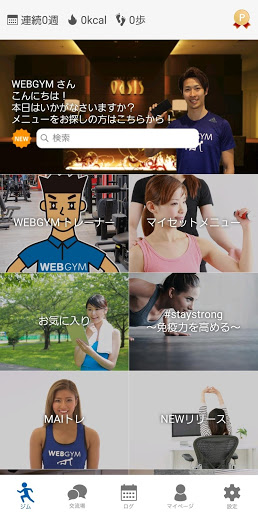 連続0週 0kcal 0歩
P
WEBGYM さん
こんにちは！
本日はいかがなさいますか？
メニューをお探しの方はこちらから！
NEW 検索
WEBGYM
WEBGYM トレーナー
マイセットメニュー
WEBGYM
お気に入り
#staystrong
〜免疫力を高める〜
WEBGYM
MAIトレ
NEWリリース
ジム 交流場 ログ マイページ 設定